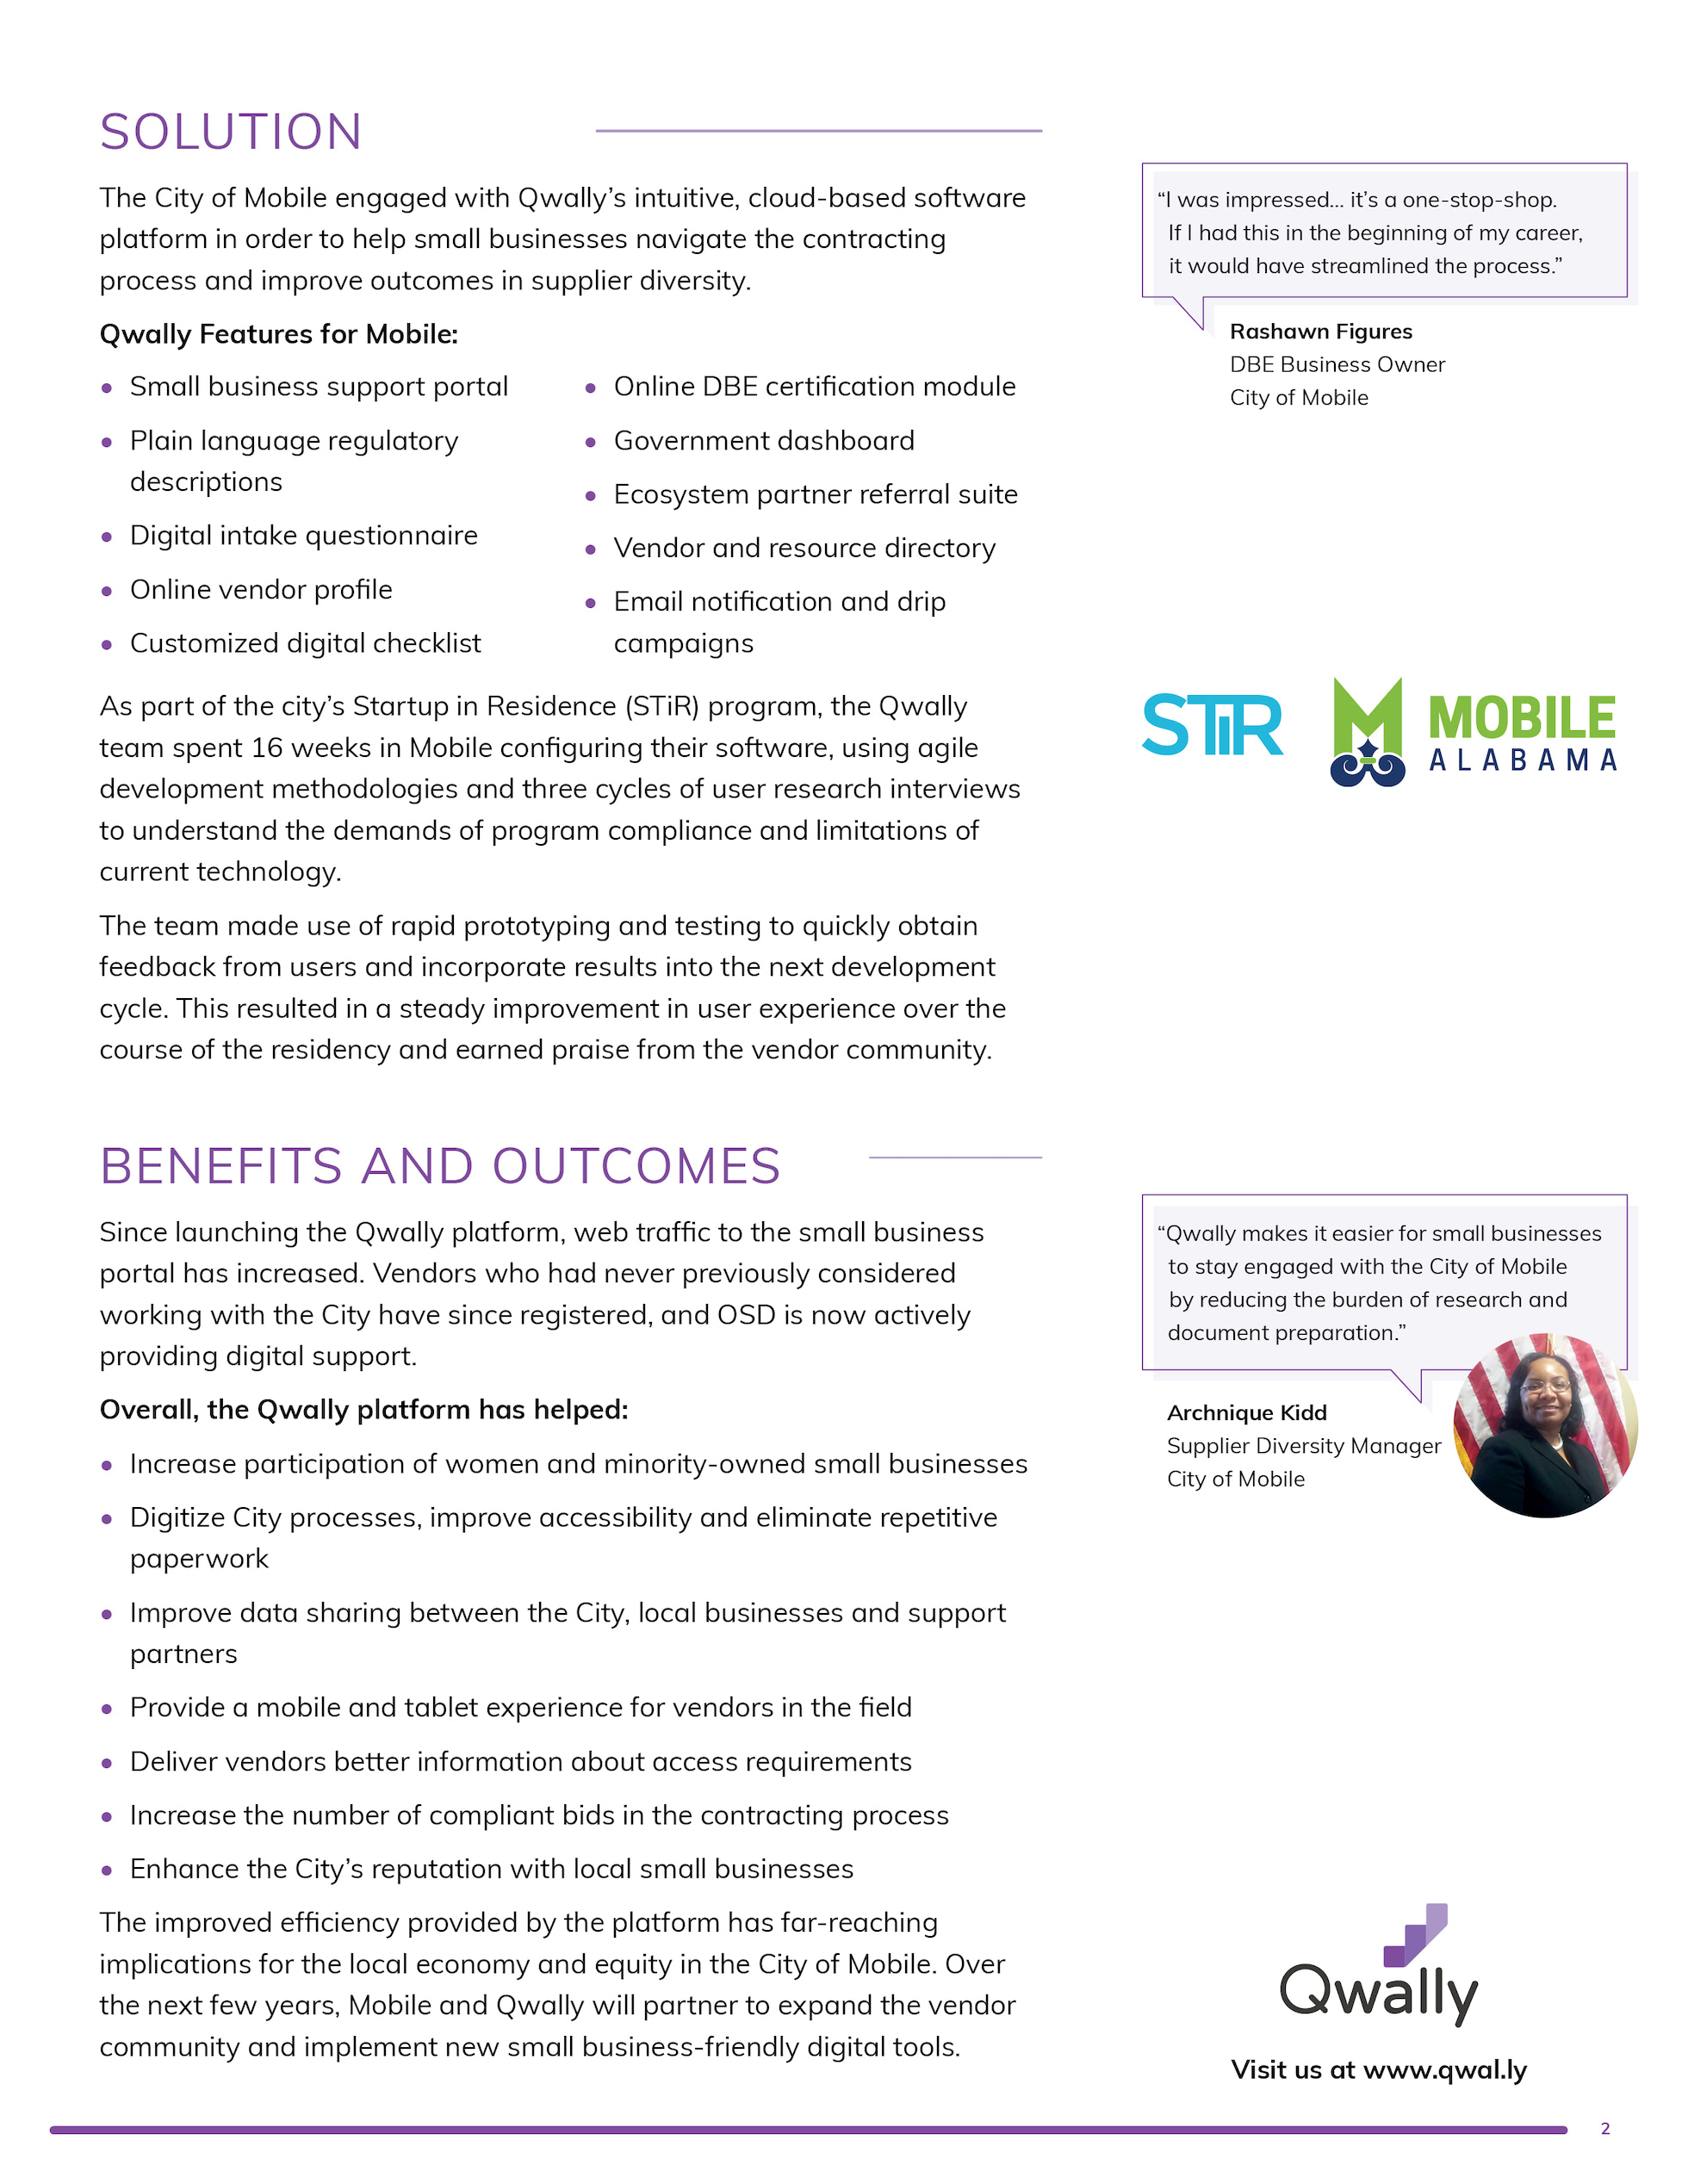 SOLUTION
The City of Mobile engaged with Qwally’s intuitive, cloud-based software
platform in order to help small businesses navigate the contracting
process and improve outcomes in supplier diversity.
Qwally Features for Mobile:
• Small business support portal
• Plain language regulatory
descriptions
• Digital intake questionnaire
• Online vendor profile
• Customized digital checklist
• Online DBE certification module
• Government dashboard
• Ecosystem partner referral suite
• Vendor and resource directory
• Email notification and drip
campaigns
As part of the city’s Startup in Residence (STiR) program, the Qwally
team spent 16 weeks in Mobile configuring their software, using agile
development methodologies and three cycles of user research interviews
to understand the demands of program compliance and limitations of
current technology.
The team made use of rapid prototyping and testing to quickly obtain
feedback from users and incorporate results into the next development
cycle. This resulted in a steady improvement in user experience over the
course of the residency and earned praise from the vendor community.
“I was impressed... it’s a one-stop-shop.
If I had this in the beginning of my career,
it would have streamlined the process.”
Rashawn Figures
DBE Business Owner
City of Mobile
STiR
M
MOBILE
ALABAMA
BENEFITS AND OUTCOMES
Since launching the Qwally platform, web traffic to the small business
portal has increased. Vendors who had never previously considered
working with the City have since registered, and OSD is now actively
providing digital support.
Overall, the Qwally platform has helped:
• Increase participation of women and minority-owned small businesses
• Digitize City processes, improve accessibility and eliminate repetitive
paperwork
• Improve data sharing between the City, local businesses and support
partners
• Provide a mobile and tablet experience for vendors in the field
• Deliver vendors better information about access requirements
• Increase the number of compliant bids in the contracting process
• Enhance the City’s reputation with local small businesses
The improved efficiency provided by the platform has far-reaching
implications for the local economy and equity in the City of Mobile. Over
the next few years, Mobile and Qwally will partner to expand the vendor
community and implement new small business-friendly digital tools.
“Qwally makes it easier for small businesses
to stay engaged with the City of Mobile
by reducing the burden of research and
document preparation.”
Archnique Kidd
Supplier Diversity Manager
City of Mobile
Qwally
Visit us at www.qwal.ly
2